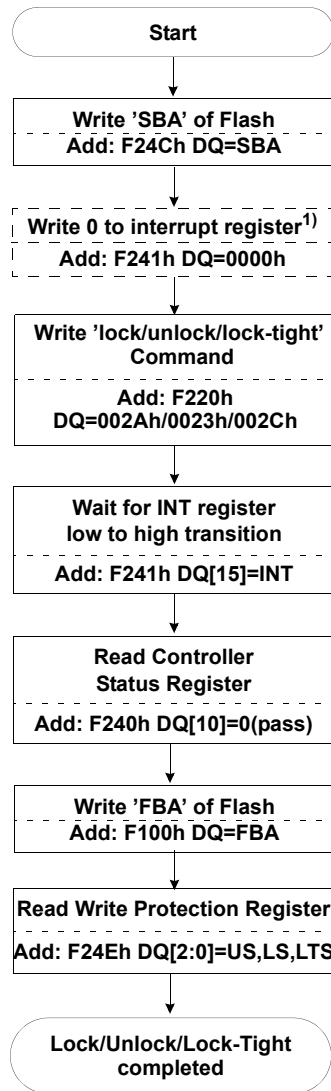 Start
Write ’SBA’ of Flash
Add: F24Ch DQ=SBA
Write 0 to interrupt register1)
Add: F241h DQ=0000h
Write ’lock/unlock/lock-tight’
Command
Add: F220h
DQ=002Ah/0023h/002Ch
Wait for INT register
low to high transition
Add: F241h DQ[15]=INT
Read Controller
Status Register
Add: F240h DQ[10]=0(pass)
Write ’FBA’ of Flash
Add: F100h DQ=FBA
Read Write Protection Register
Add: F24Eh DQ[2:0]=US,LS,LTS
Lock/Unlock/Lock-Tight
completed